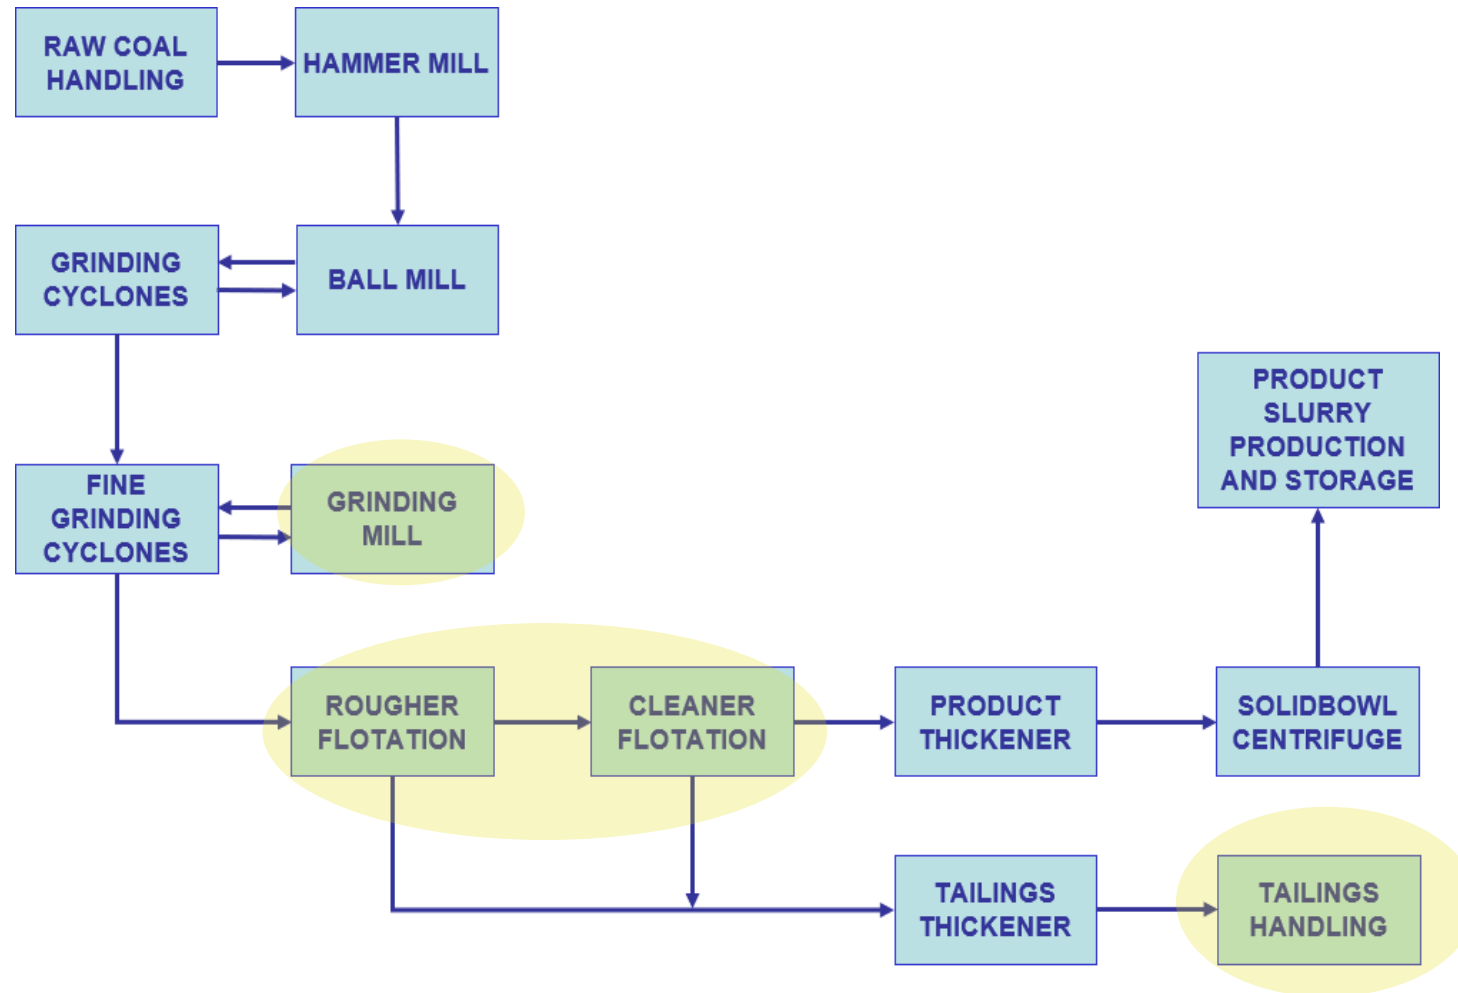 RAW COAL
HANDLING
HAMMER MILL
GRINDING
CYCLONES
BALL MILL
PRODUCT
SLURRY
PRODUCTION
AND STORAGE
FINE
GRINDING
CYCLONES
GRINDING
MILL
ROUGHER
FLOTATION
CLEANER
FLOTATION
PRODUCT
THICKENER
SOLIDBOWL
CENTRIFUGE
TAILINGS
THICKENER
TAILINGS
HANDLING